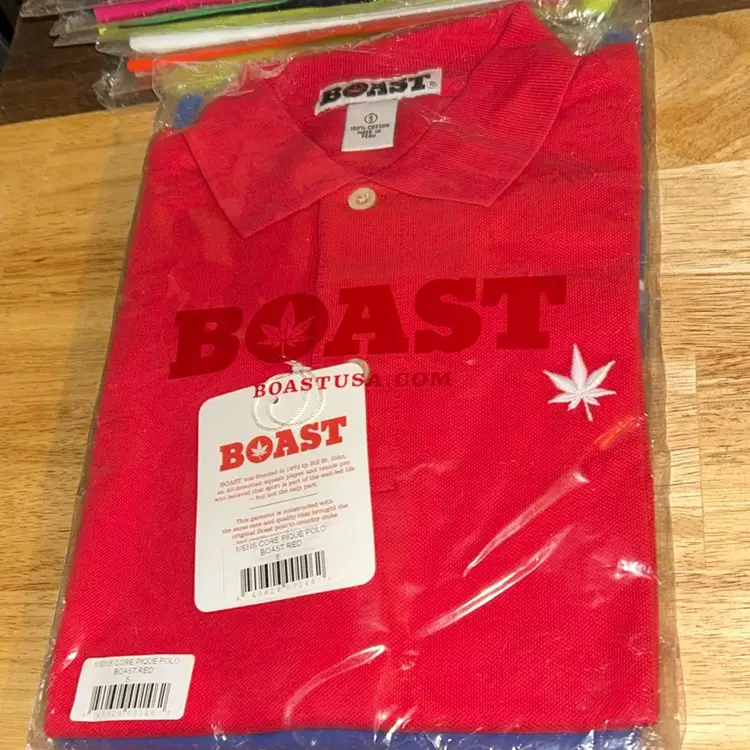 BOAST®
S
100% COTTON
MADE IN
PERU
BOAST
BOASTUSA.COM
BOAST
BOAST was founded in 1973 by Bill St. John,
an All-American squash player and tennis pro
who believed that sport is part of the well-led life
— but not the only part.
This garment is constructed with
the same care and quality that brought the
original Boast polo to country clubs
MENS CORE PIQUE POLO
BOAST RED
S
MENS CORE PIQUE POLO
BOAST RED
S